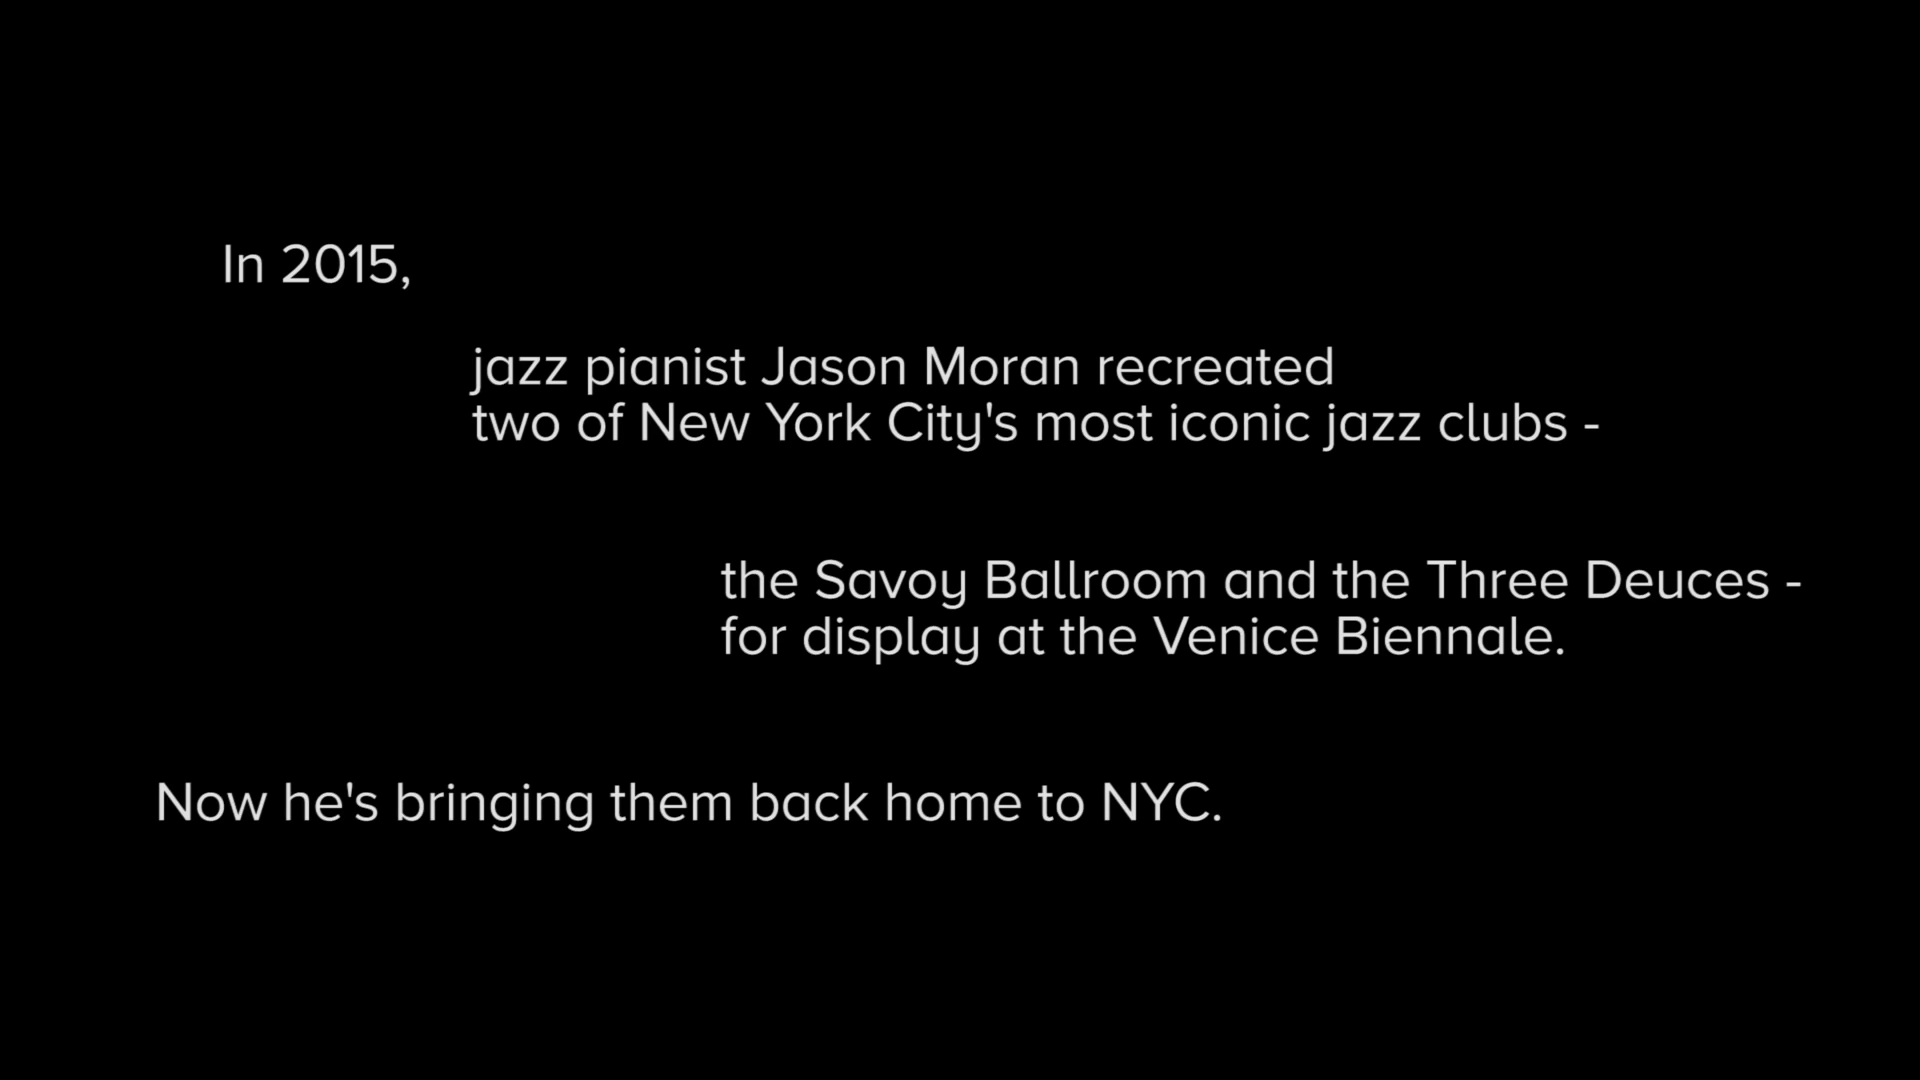 In 2015,
jazz pianist Jason Moran recreated
two of New York City's most iconic jazz clubs -
the Savoy Ballroom and the Three Deuces -
for display at the Venice Biennale.
Now he's bringing them back home to NYC.